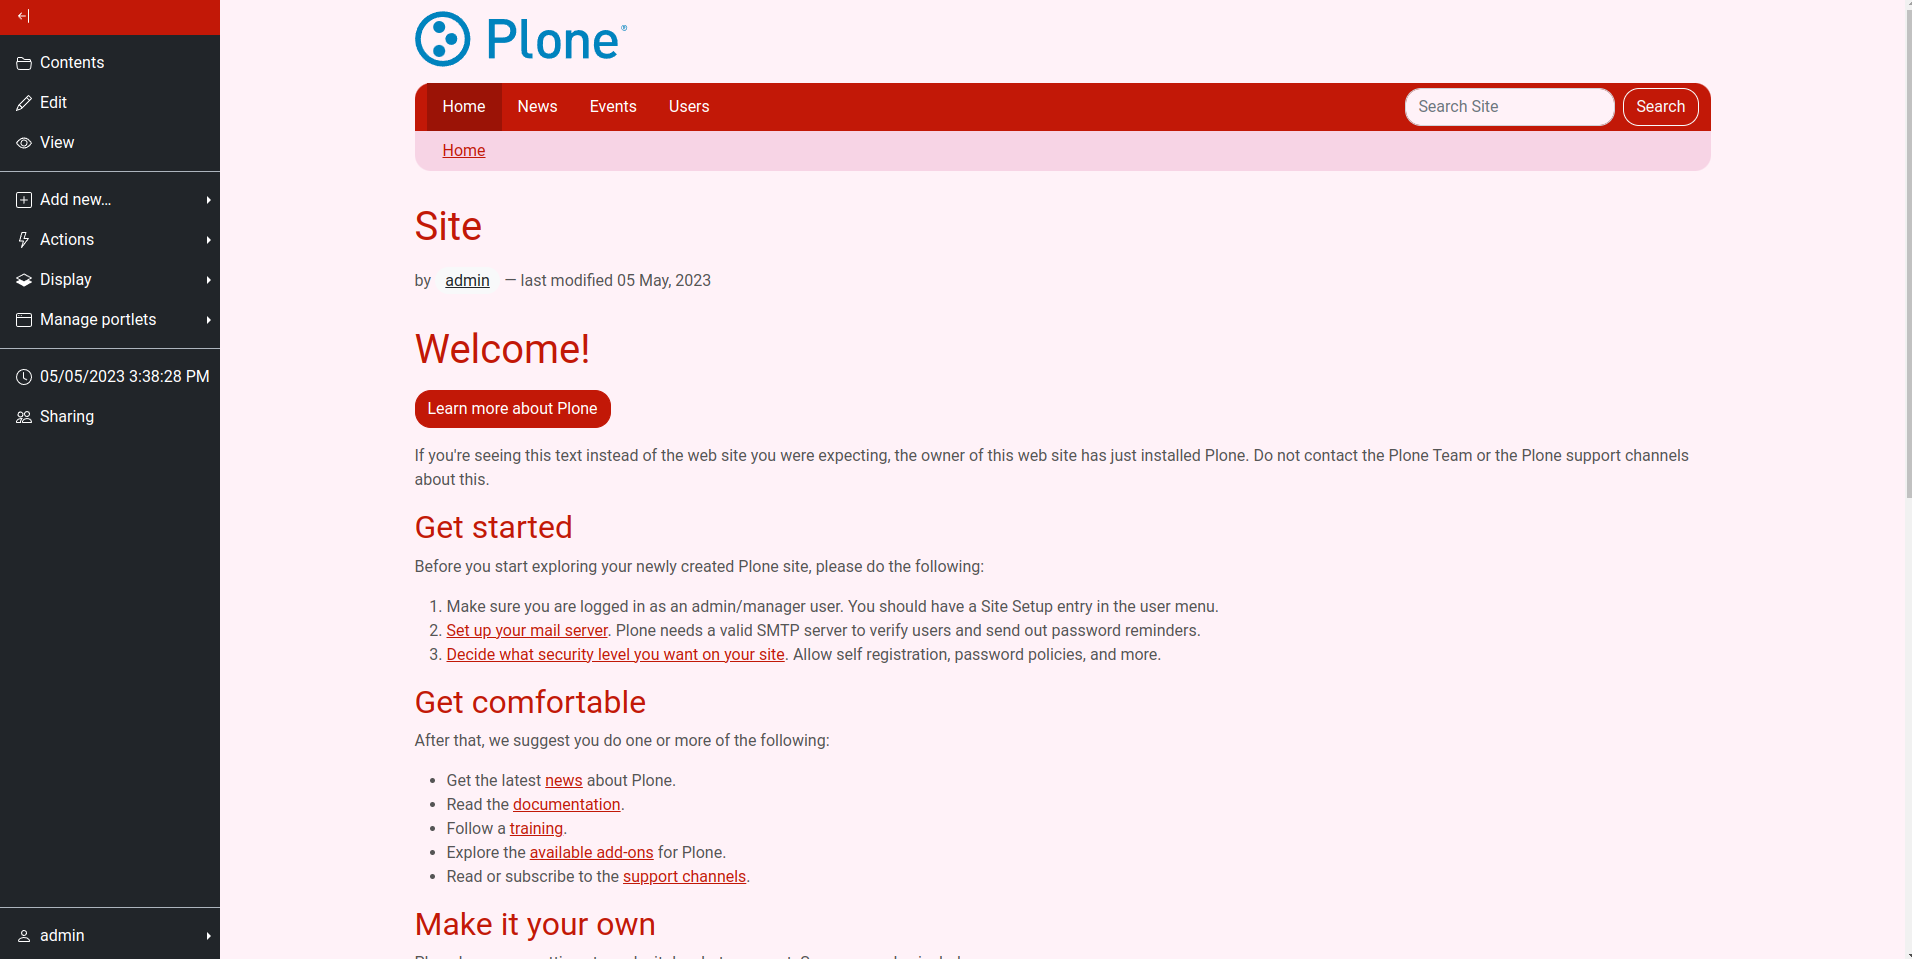 Contents
Edit
View
Add new...
Actions
Display
Manage portlets
05/05/2023 3:38:28 PM
Sharing
admin
Plone®
Home News Events Users Search Site Search
Home
Site
by admin — last modified 05 May, 2023
Welcome!
Learn more about Plone
If you're seeing this text instead of the web site you were expecting, the owner of this web site has just installed Plone. Do not contact the Plone Team or the Plone support channels
about this.
Get started
Before you start exploring your newly created Plone site, please do the following:
1. Make sure you are logged in as an admin/manager user. You should have a Site Setup entry in the user menu.
2. Set up your mail server. Plone needs a valid SMTP server to verify users and send out password reminders.
3. Decide what security level you want on your site. Allow self registration, password policies, and more.
Get comfortable
After that, we suggest you do one or more of the following:
• Get the latest news about Plone.
• Read the documentation.
• Follow a training.
• Explore the available add-ons for Plone.
• Read or subscribe to the support channels.
Make it your own